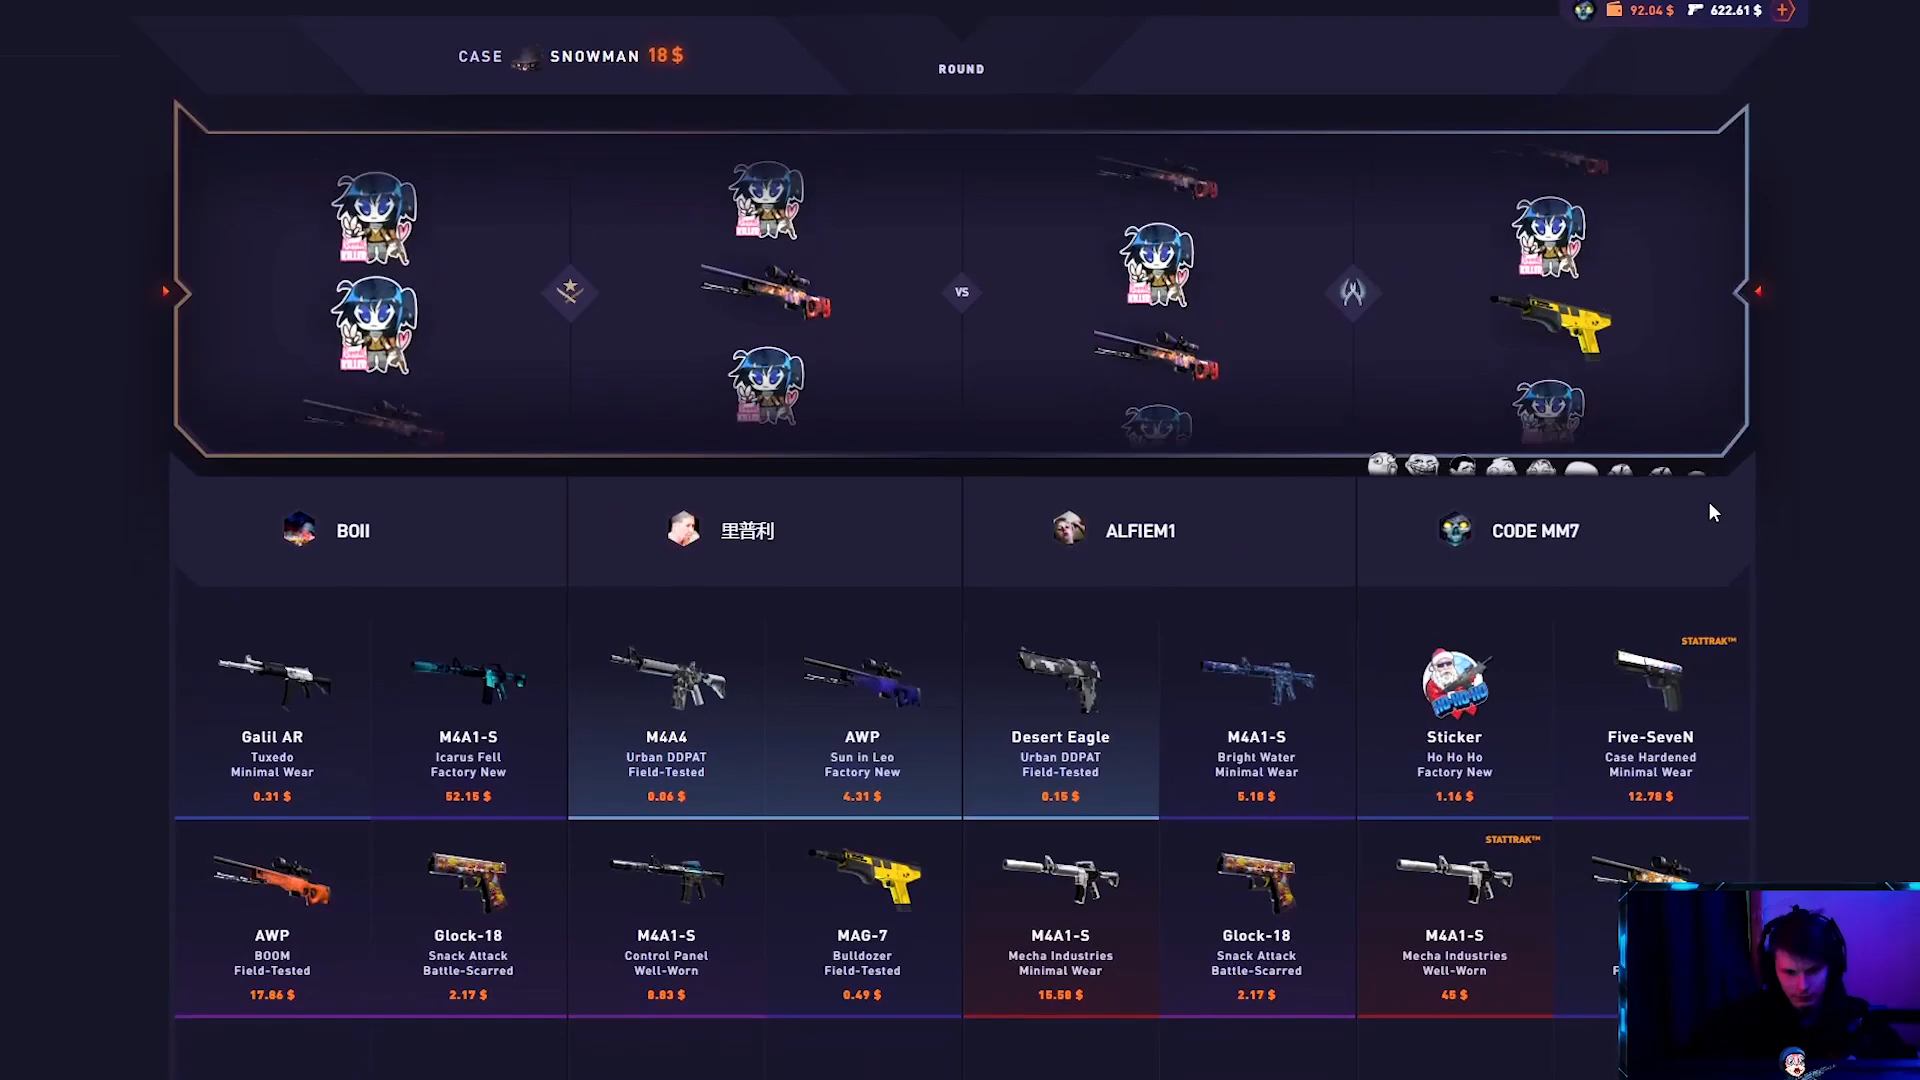 92.04 $ 622.61 $
CASE SNOWMAN 18 $
ROUND
VS
BOII
里普利
ALFIEM1
CODE MM7
STATTRAK™
HO-HO-HO
Galil AR
Tuxedo
Minimal Wear
0.31 $
M4A1-S
Icarus Fell
Factory New
52.15 $
M4A4
Urban DDPAT
Field-Tested
0.06 $
AWP
Sun in Leo
Factory New
4.31 $
Desert Eagle
Urban DDPAT
Field-Tested
0.15 $
M4A1-S
Bright Water
Minimal Wear
5.18 $
Sticker
Ho Ho Ho
Factory New
1.16 $
Five-SeveN
Case Hardened
Minimal Wear
12.78 $
STATTRAK™
AWP
BOOM
Field-Tested
17.86 $
Glock-18
Snack Attack
Battle-Scarred
2.17 $
M4A1-S
Control Panel
Well-Worn
8.83 $
MAG-7
Bulldozer
Field-Tested
0.49 $
M4A1-S
Mecha Industries
Minimal Wear
15.58 $
Glock-18
Snack Attack
Battle-Scarred
2.17 $
M4A1-S
Mecha Industries
Well-Worn
45 $